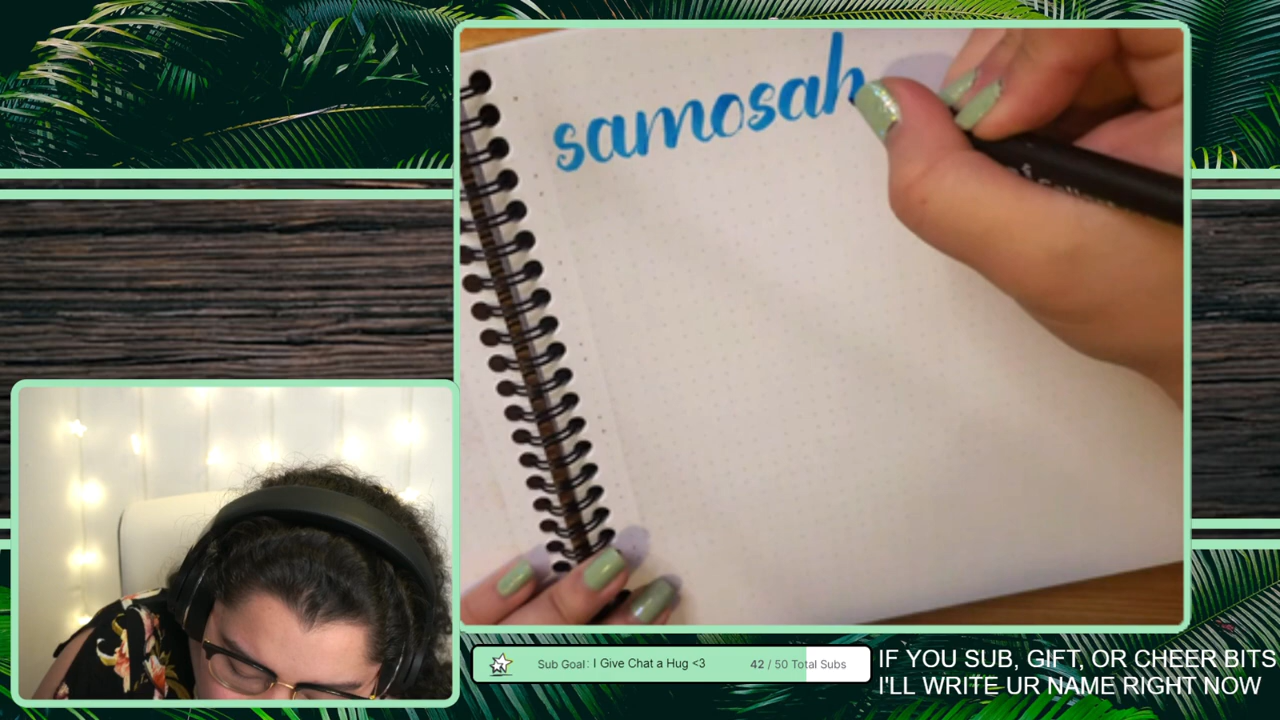 samosah
Sub Goal: I Give Chat a Hug <3
42 / 50 Total Subs
IF YOU SUB, GIFT, OR CHEER BITS
I'LL WRITE UR NAME RIGHT NOW